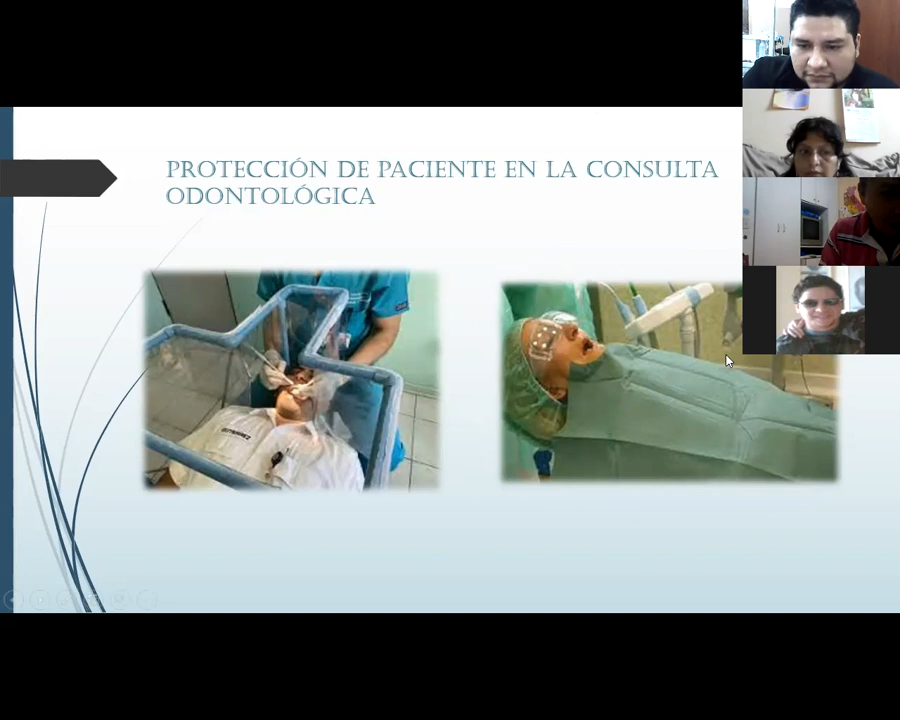 PROTECCIÓN DE PACIENTE EN LA CONSULTA
ODONTOLÓGICA